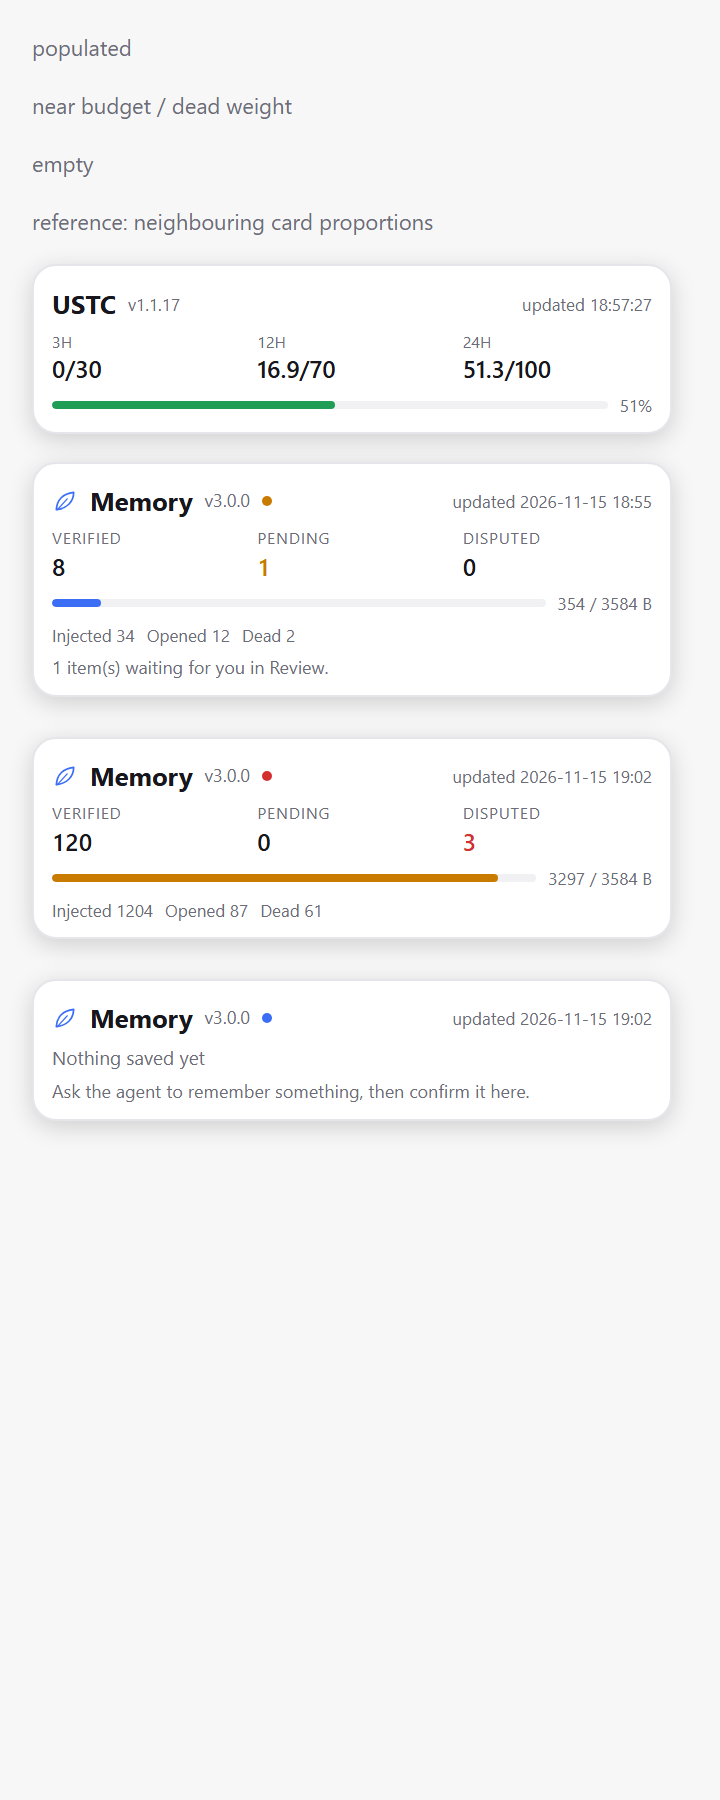 populated
near budget / dead weight
empty
reference: neighbouring card proportions
USTC v1.1.17 updated 18:57:27
3H 12H 24H
0/30 16.9/70 51.3/100
51%
Memory v3.0.0 updated 2026-11-15 18:55
VERIFIED PENDING DISPUTED
8 1 0
354 / 3584 B
Injected 34 Opened 12 Dead 2
1 item(s) waiting for you in Review.
Memory v3.0.0 updated 2026-11-15 19:02
VERIFIED PENDING DISPUTED
120 0 3
3297 / 3584 B
Injected 1204 Opened 87 Dead 61
Memory v3.0.0 updated 2026-11-15 19:02
Nothing saved yet
Ask the agent to remember something, then confirm it here.